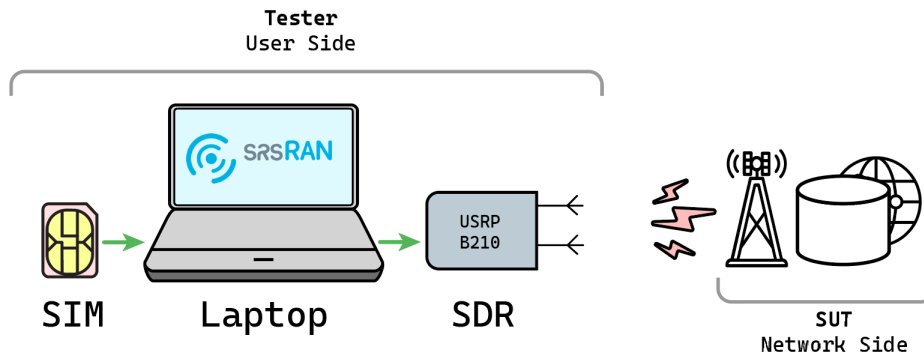 Tester
User Side
srsRAN
USRP
B210
SIM
Laptop
SDR
SUT
Network Side